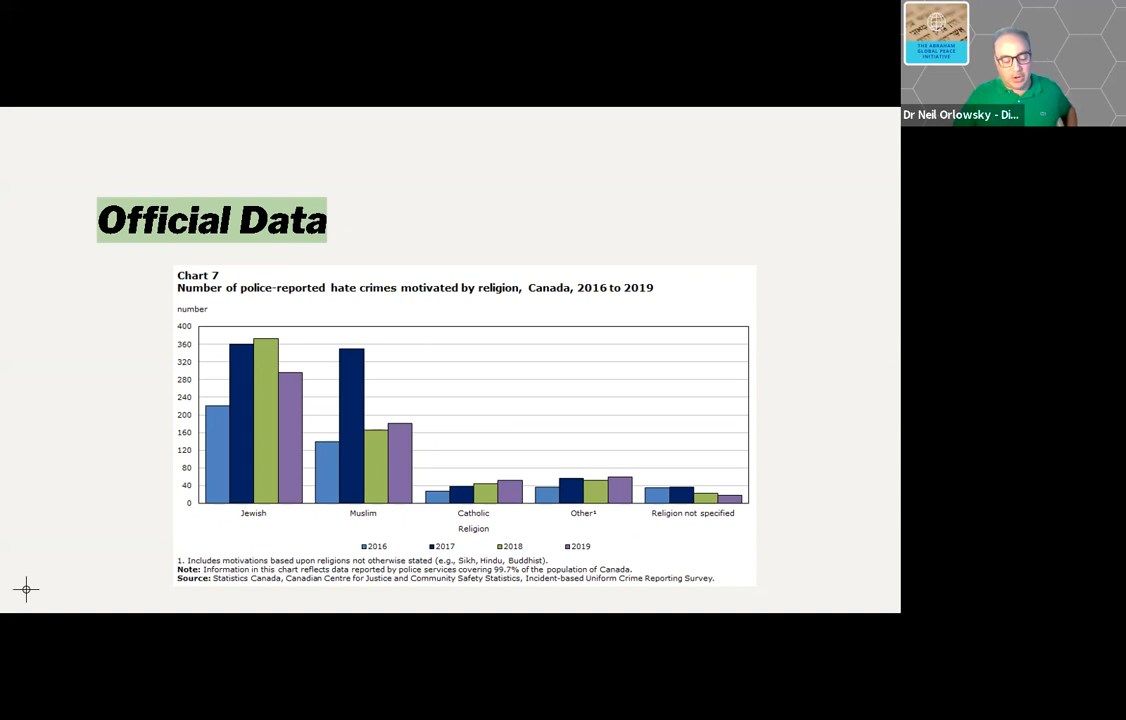 THE ABRAHAM
GLOBAL PEACE
INITIATIVE
Dr Neil Orlowsky - Di...
Official Data
Chart 7
Number of police-reported hate crimes motivated by religion, Canada, 2016 to 2019
number
400
360
320
280
240
200
160
120
80
40
0
Jewish Muslim Catholic Other¹ Religion not specified
Religion
2016 2017 2018 2019
1. Includes motivations based upon religions not otherwise stated (e.g., Sikh, Hindu, Buddhist).
Note: Information in this chart reflects data reported by police services covering 99.7% of the population of Canada.
Source: Statistics Canada, Canadian Centre for Justice and Community Safety Statistics, Incident-based Uniform Crime Reporting Survey.